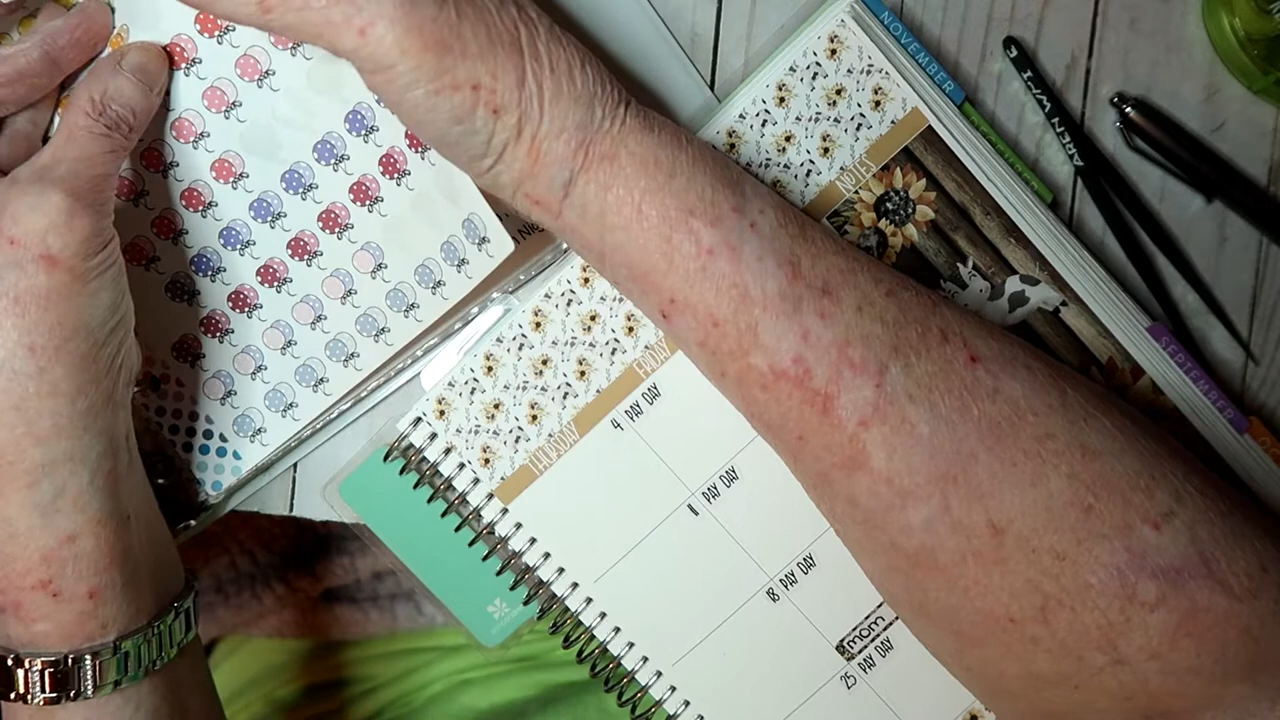 NOVEMBER
NOTES
SEPTEMBER
THURSDAY
FRIDAY
4 PAY DAY
11 PAY DAY
18 PAY DAY
mom
25 PAY DAY